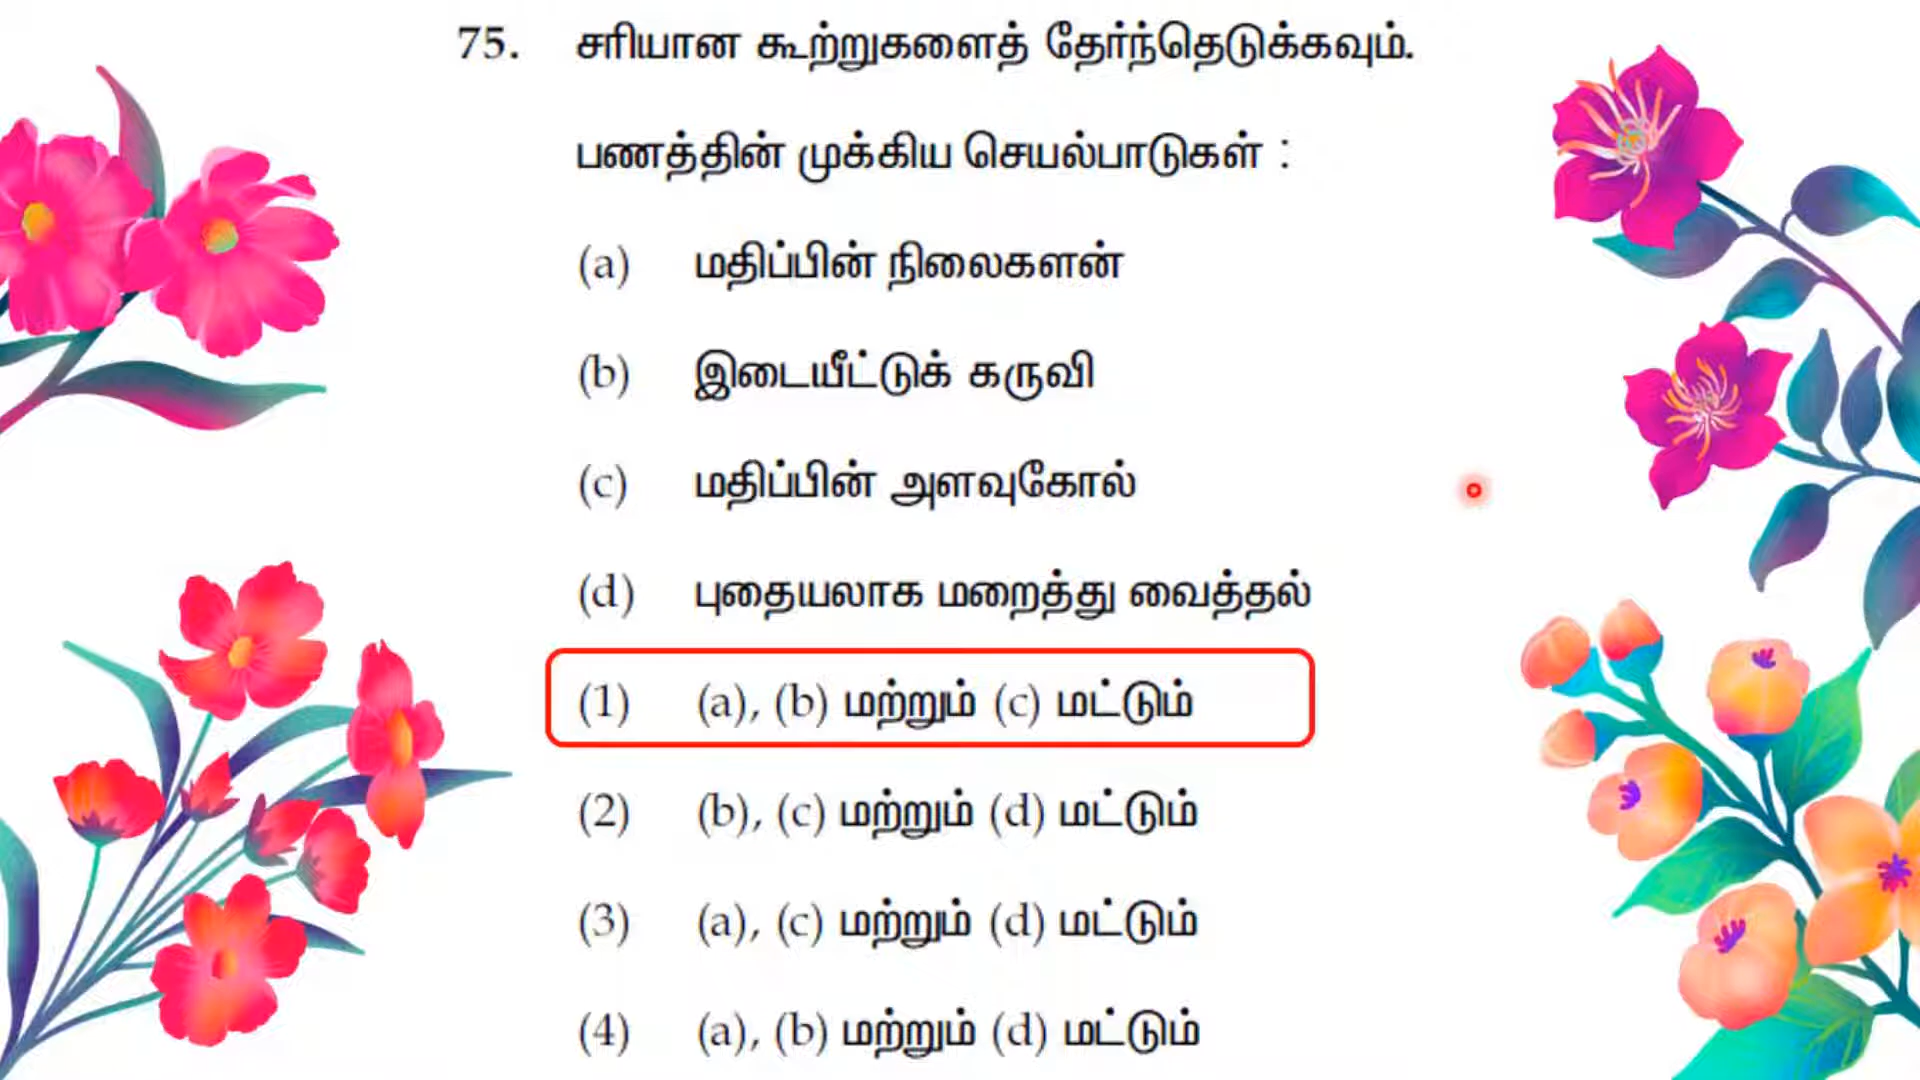 75. சரியான கூற்றுகளைத் தேர்ந்தெடுக்கவும்.
பணத்தின் முக்கிய செயல்பாடுகள் :
(a) மதிப்பின் நிலைகளன்
(b) இடையீட்டுக் கருவி
(c) மதிப்பின் அளவுகோல்
(d) புதையலாக மறைத்து வைத்தல்
(1) (a), (b) மற்றும் (c) மட்டும்
(2) (b), (c) மற்றும் (d) மட்டும்
(3) (a), (c) மற்றும் (d) மட்டும்
(4) (a), (b) மற்றும் (d) மட்டும்